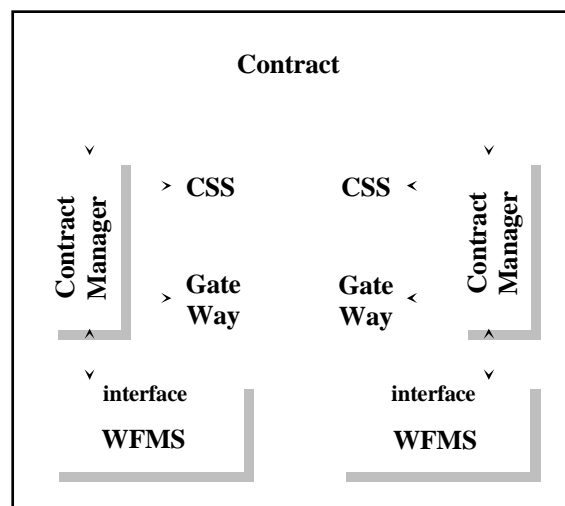 Contract
CSS
CSS
Contract
Manager
Contract
Manager
Gate
Way
Gate
Way
interface
interface
WFMS
WFMS